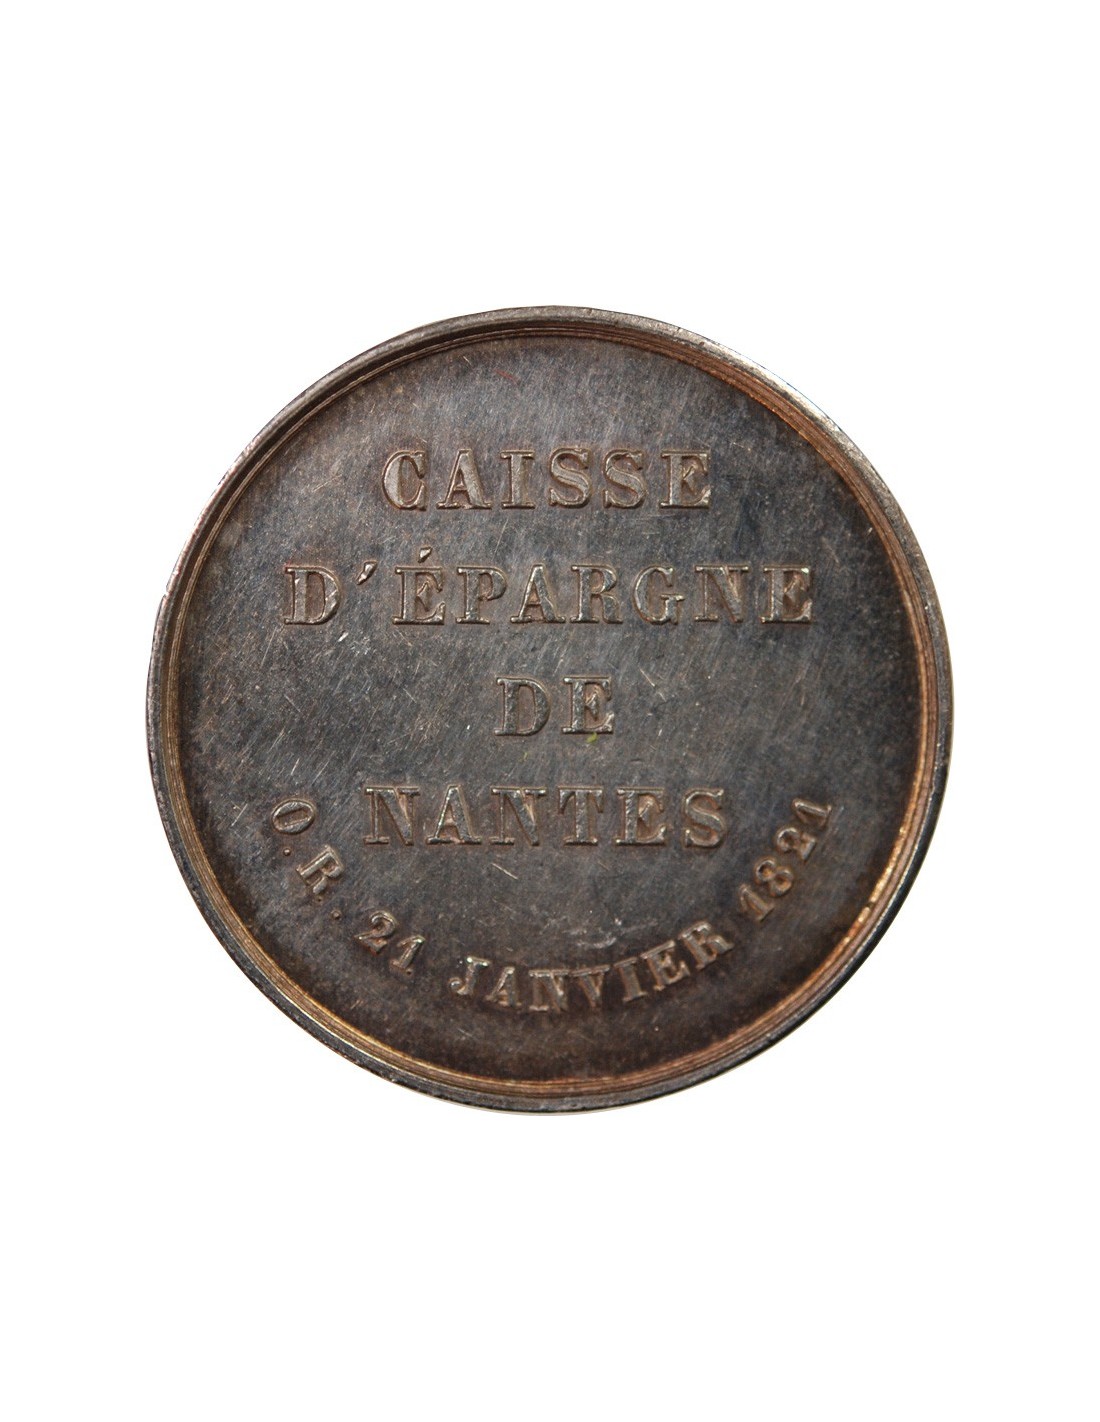 CAISSE
D'ÉPARGNE
DE
NANTES
O.R. 21 JANVIER 1821